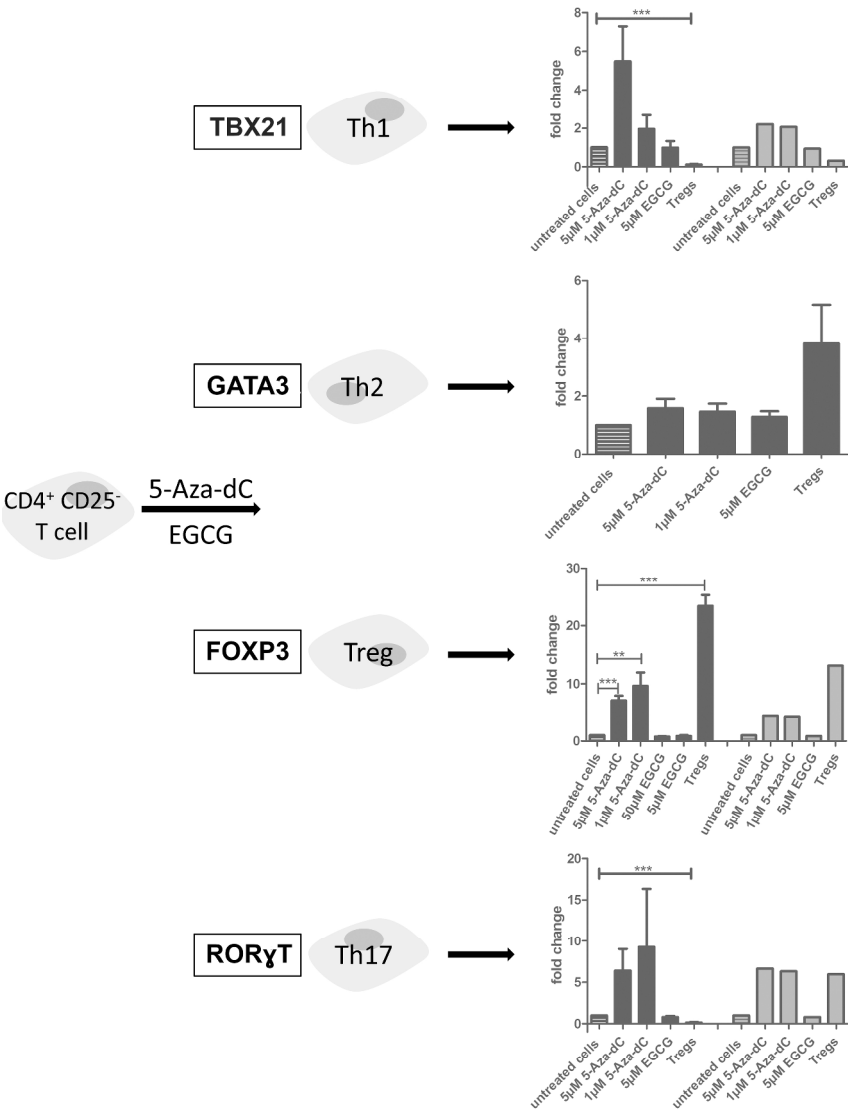 TBX21
Th1
***
fold change
8
6
4
2
0
untreated cells
5µM 5-Aza-dC
1µM 5-Aza-dC
5µM EGCG
Tregs
untreated cells
5µM 5-Aza-dC
1µM 5-Aza-dC
5µM EGCG
Tregs
GATA3
Th2
fold change
6
4
2
0
untreated cells
5µM 5-Aza-dC
1µM 5-Aza-dC
5µM EGCG
Tregs
CD4+ CD25-
T cell
5-Aza-dC
EGCG
FOXP3
Treg
***
**
***
fold change
30
20
10
0
untreated cells
5µM 5-Aza-dC
1µM 5-Aza-dC
50µM EGCG
5µM EGCG
Tregs
untreated cells
5µM 5-Aza-dC
1µM 5-Aza-dC
5µM EGCG
Tregs
RORɣT
Th17
***
fold change
20
15
10
5
0
untreated cells
5µM 5-Aza-dC
1µM 5-Aza-dC
5µM EGCG
Tregs
untreated cells
5µM 5-Aza-dC
1µM 5-Aza-dC
5µM EGCG
Tregs